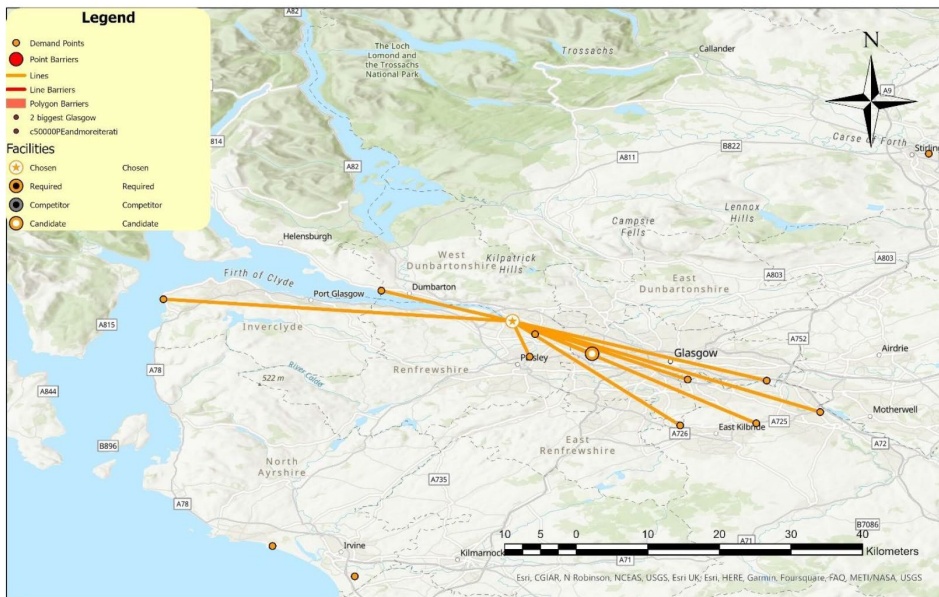 Legend
Demand Points
Point Barriers
Lines
Line Barriers
Polygon Barriers
2 biggest Glasgow
c50000PEandmoreiterati
Facilities
Chosen Chosen
Required Required
Competitor Competitor
Candidate Candidate
A82
The Loch
Lomond and
the Trossachs
National Park
Trossachs
Callander
N
A9
Carse of Forth
Stirling
814
A82
A811
B822
Lennox
Hills
Campsie
Fells
Helensburgh
West
Dunbartonshire
Kilpatrick
Hills
East
Dunbartonshire
A803
A803
Firth of Clyde
Dumbarton
Port Glasgow
A815
Inverclyde
A752
Airdrie
Glasgow
Paisley
Renfrewshire
A78
River Calder
522 m
A844
Motherwell
A725
East Kilbride
A726
A72
B896
East
Renfrewshire
North
Ayrshire
A735
A78
B7086
A71
A71
Irvine
Kilmarnock
10 5 0 10 20 30 40
Kilometers
Esri, CGIAR, N Robinson, NCEAS, USGS, Esri UK, Esri, HERE, Garmin, Foursquare, FAO, METI/NASA, USGS